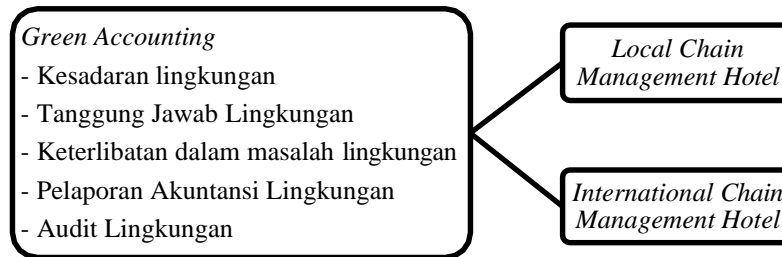 Green Accounting
- Kesadaran lingkungan
- Tanggung Jawab Lingkungan
- Keterlibatan dalam masalah lingkungan
- Pelaporan Akuntansi Lingkungan
- Audit Lingkungan
Local Chain
Management Hotel
International Chain
Management Hotel